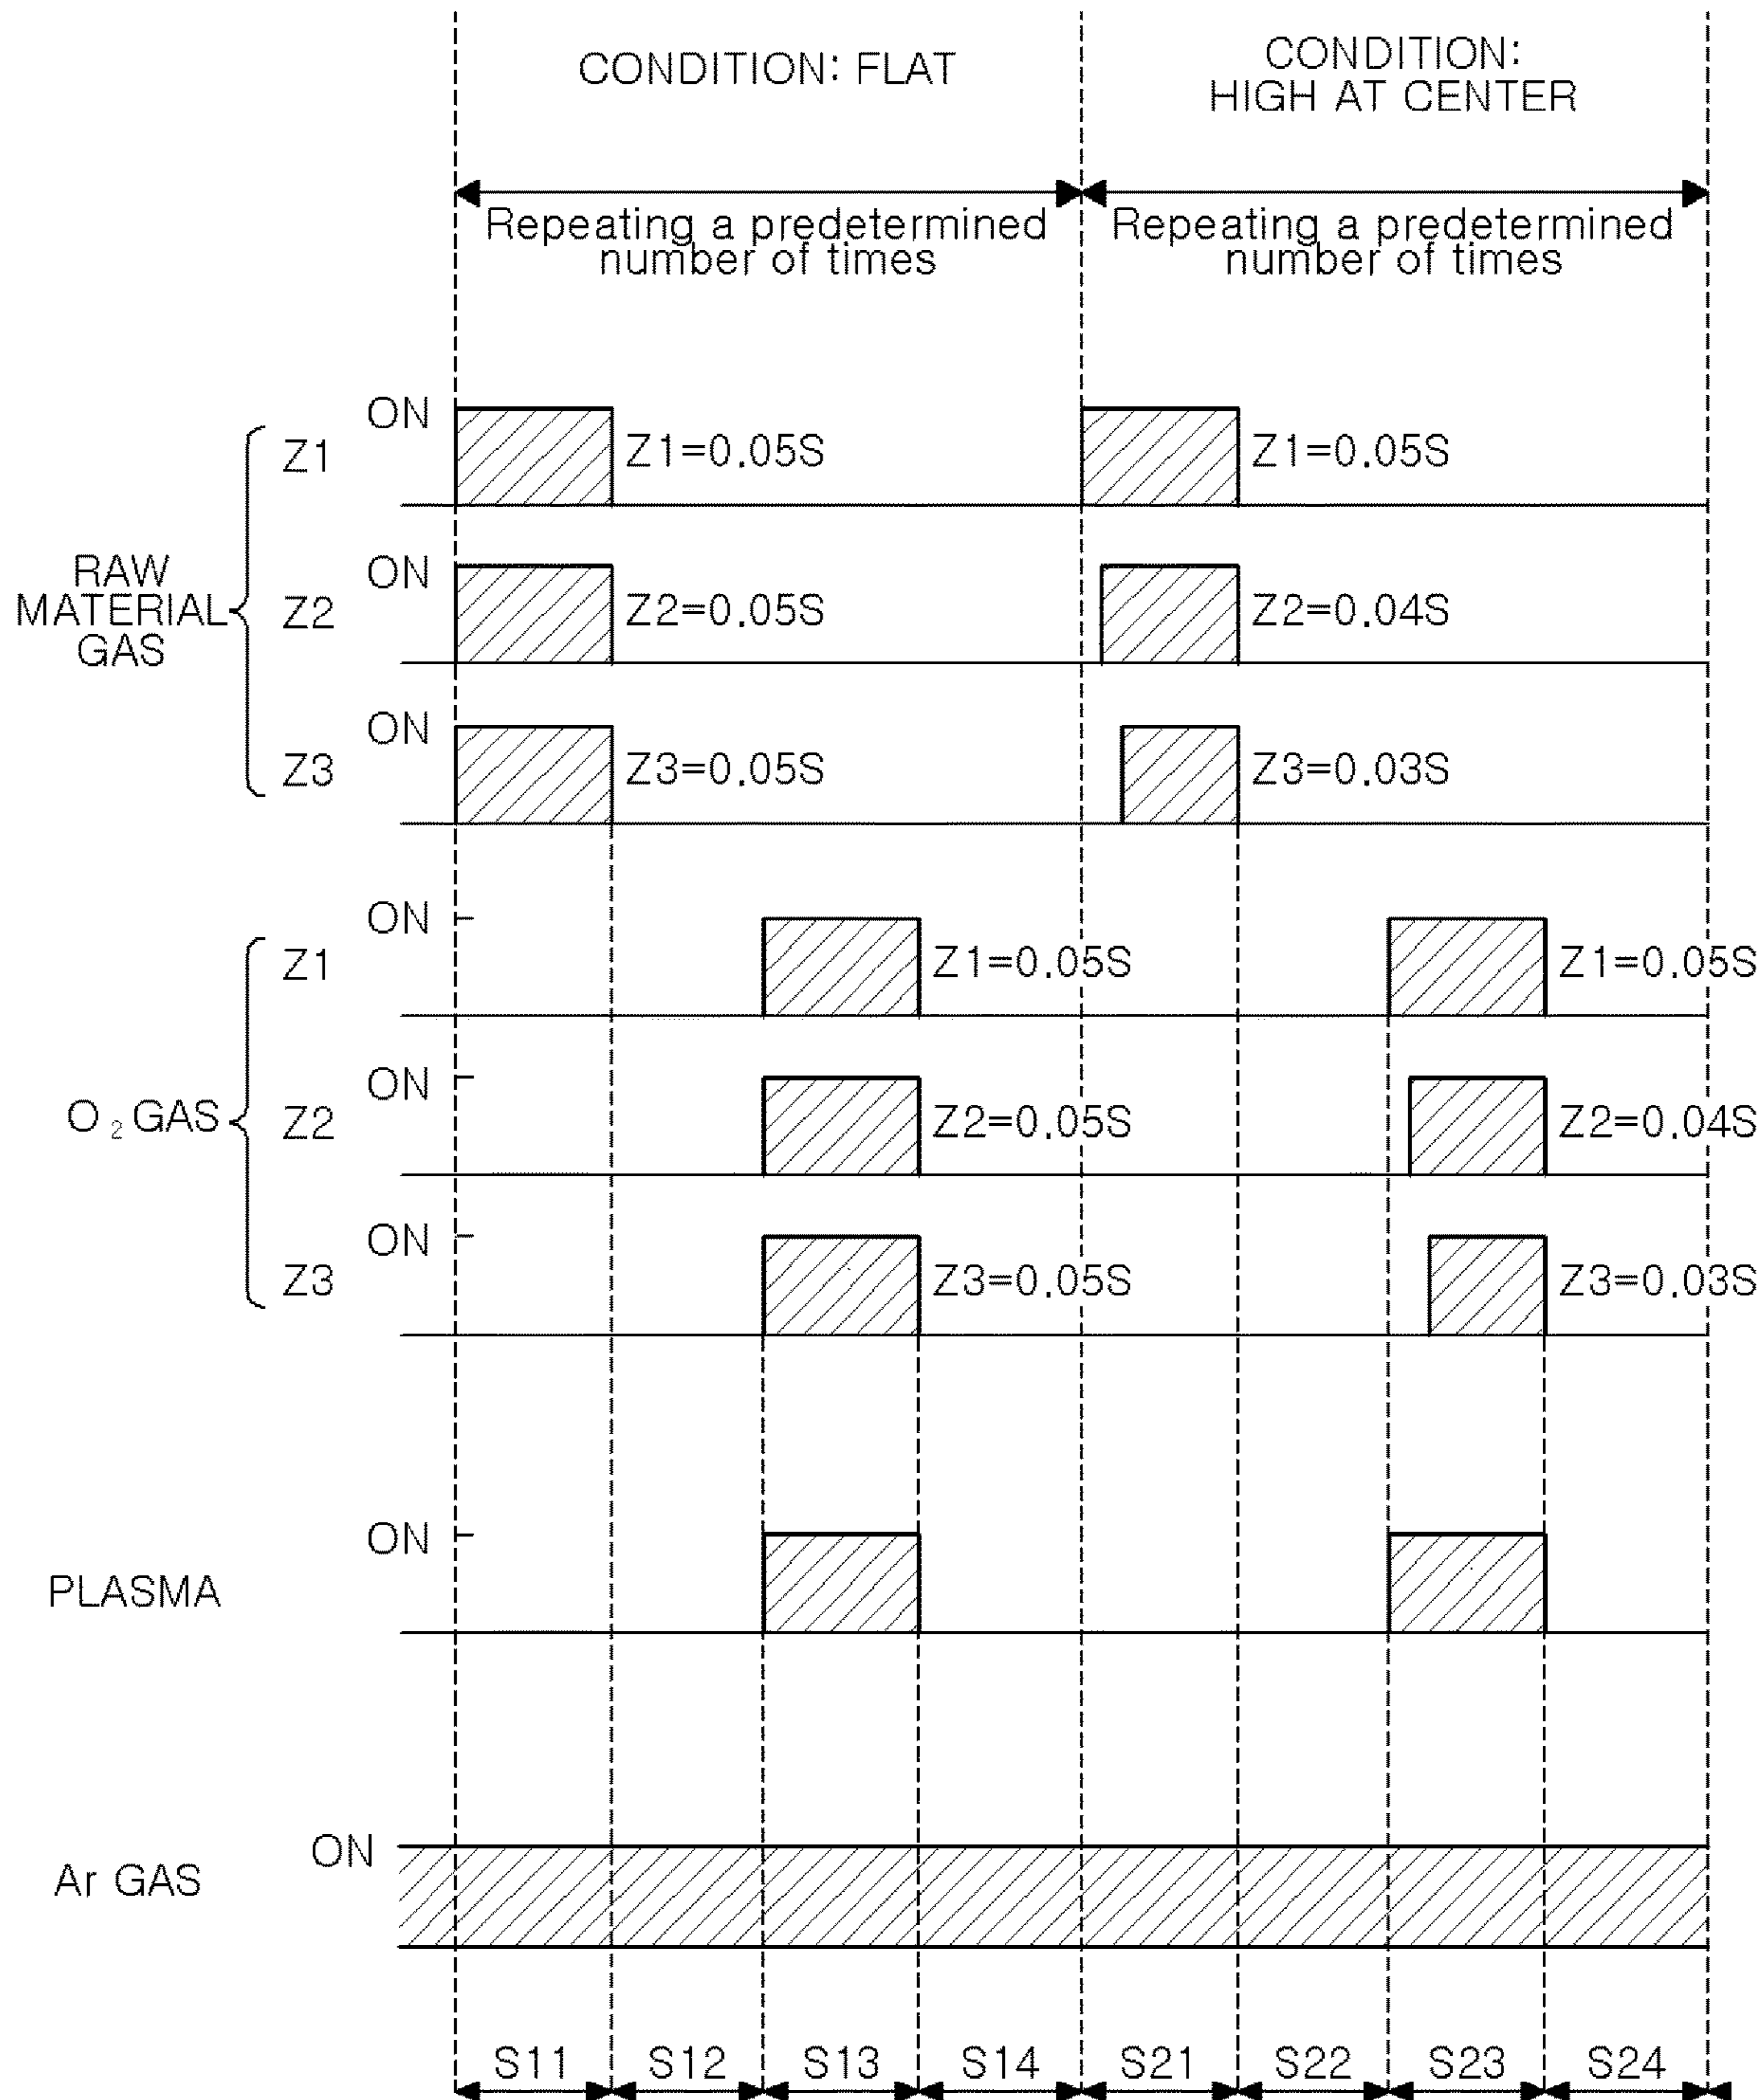 CONDITION: FLAT
CONDITION:
HIGH AT CENTER
Repeating a predetermined
number of times
Repeating a predetermined
number of times
RAW
MATERIAL
GAS
Z1
ON
Z1=0.05S
Z1=0.05S
Z2
ON
Z2=0.05S
Z2=0.04S
Z3
ON
Z3=0.05S
Z3=0.03S
O₂ GAS
Z1
ON
Z1=0.05S
Z1=0.05S
Z2
ON
Z2=0.05S
Z2=0.04S
Z3
ON
Z3=0.05S
Z3=0.03S
PLASMA
ON
Ar GAS
ON
S11 S12 S13 S14 S21 S22 S23 S24